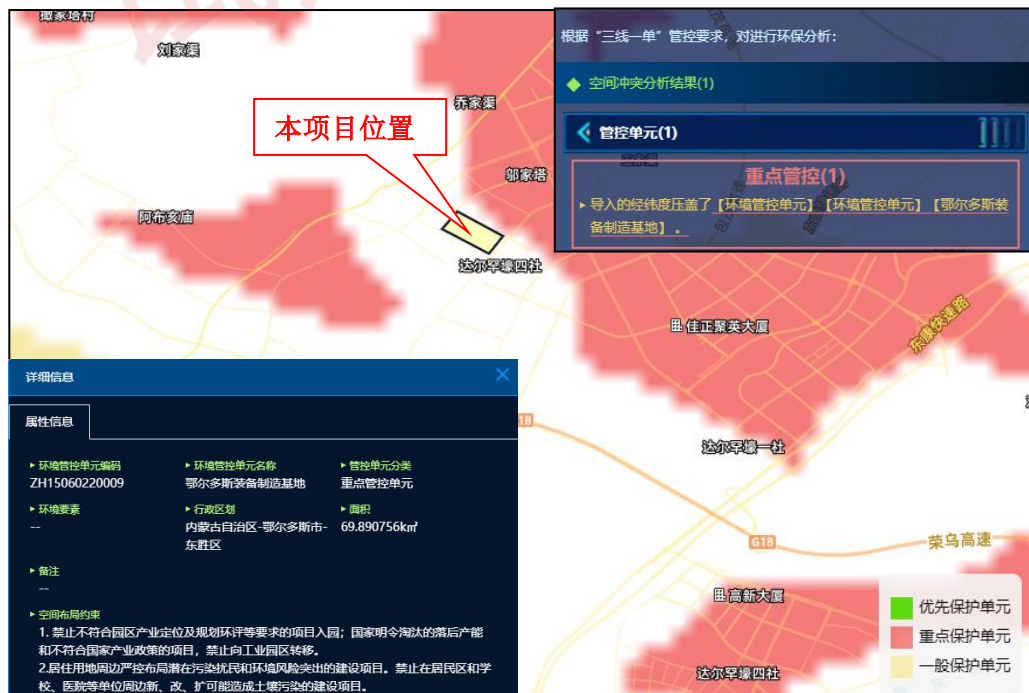 撖家塔村
刘家渠
乔家渠
本项目位置
邬家塔
阿布亥庙
达尔罕壕四社
根据“三线一单”管控要求，对进行环保分析：
空间冲突分析结果(1)
管控单元(1)
重点管控(1)
导入的经纬度压盖了【环境管控单元】【环境管控单元】【鄂尔多斯装
备制造基地】 。
佳正聚英大厦
东康快速路
详细信息
属性信息
18
达尔罕壕一社
环境管控单元编码
环境管控单元名称
管控单元分类
ZH15060220009
鄂尔多斯装备制造基地
重点管控单元
环境要素
行政区划
面积
--
内蒙古自治区-鄂尔多斯市-
东胜区
69.890756k㎡
备注
--
空间布局约束
1. 禁止不符合园区产业定位及规划环评等要求的项目入园；国家明令淘汰的落后产能
和不符合国家产业政策的项目，禁止向工业园区转移。
2.居住用地周边严控布局潜在污染扰民和环境风险突出的建设项目。禁止在居民区和学
校、医院等单位周边新、改、扩可能造成土壤污染的建设项目。
G18
荣乌高速
高新大厦
达尔罕壕四社
优先保护单元
重点保护单元
一般保护单元